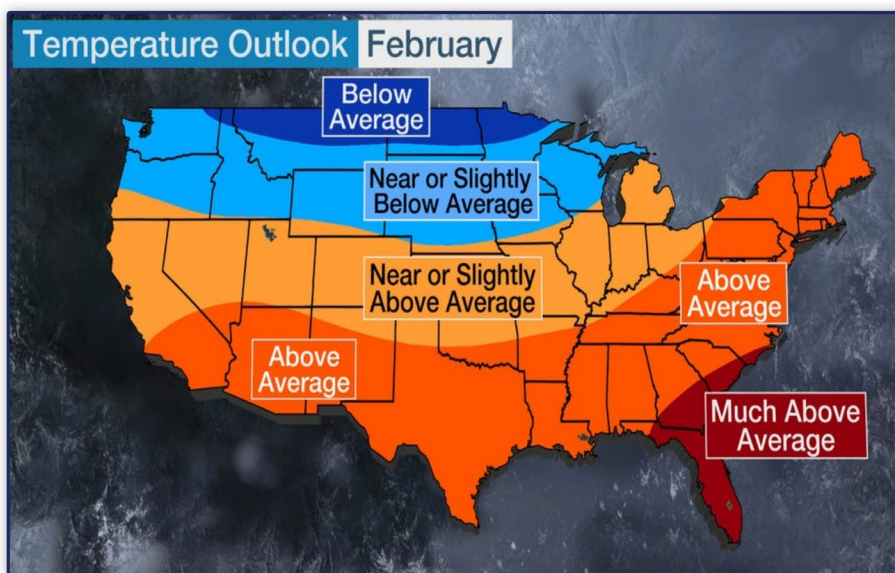 Temperature Outlook February
Below
Average
Near or Slightly
Below Average
Near or Slightly
Above Average
Above
Average
Above
Average
Much Above
Average